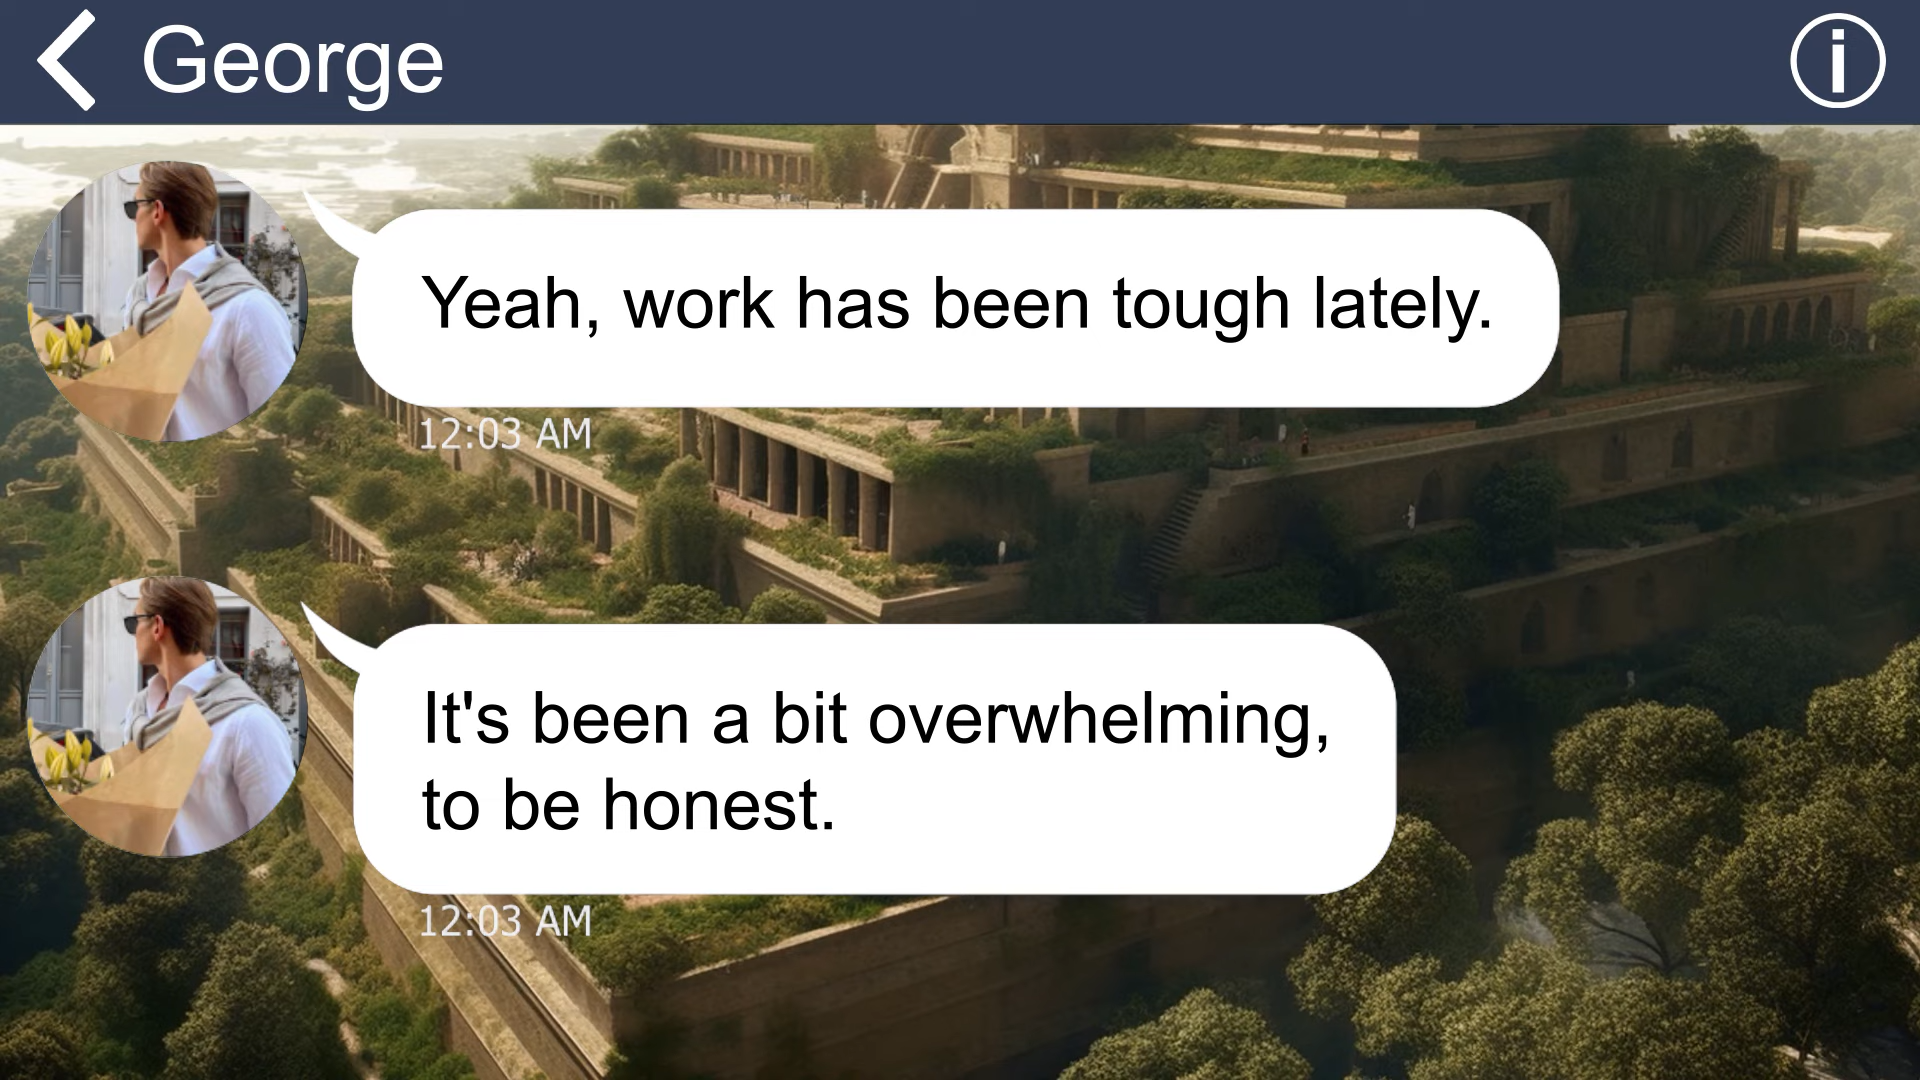 George
Yeah, work has been tough lately.
12:03 AM
It's been a bit overwhelming,
to be honest.
12:03 AM